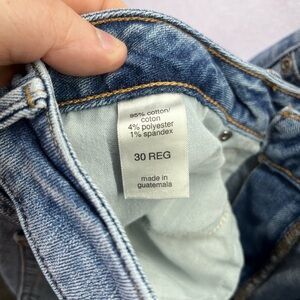 95% cotton/
coton
4% polyester
1% spandex
30 REG
made in
guatemala